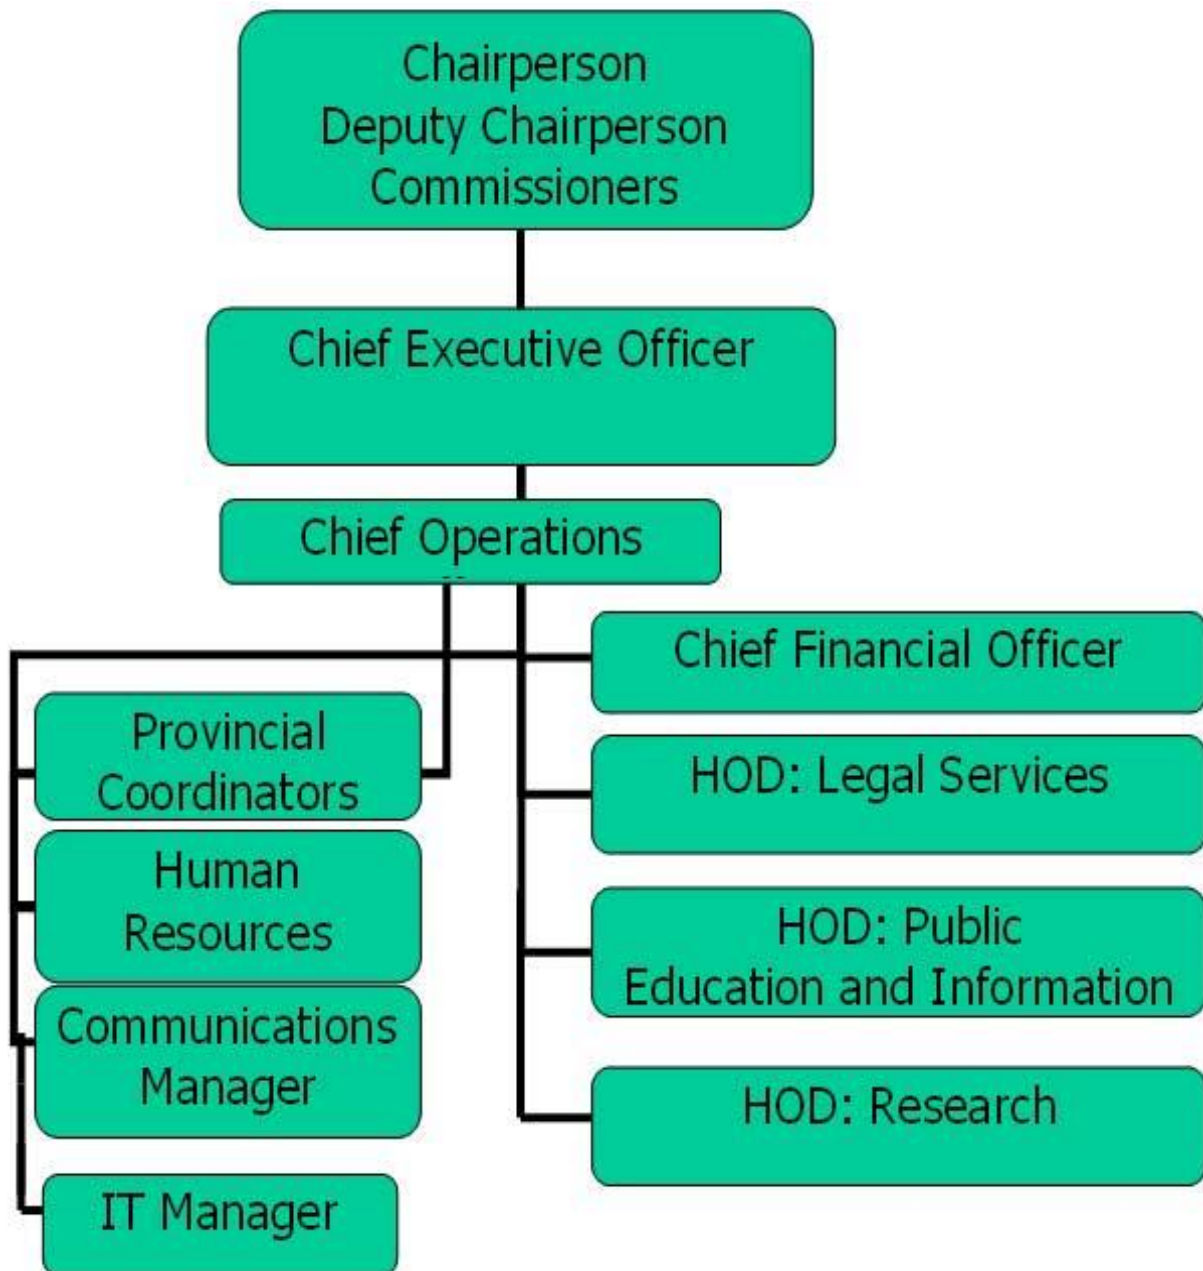 Chairperson
Deputy Chairperson
Commissioners
Chief Executive Officer
Chief Operations
Chief Financial Officer
Provincial
Coordinators
HOD: Legal Services
Human
Resources
HOD: Public
Education and Information
Communications
Manager
HOD: Research
IT Manager